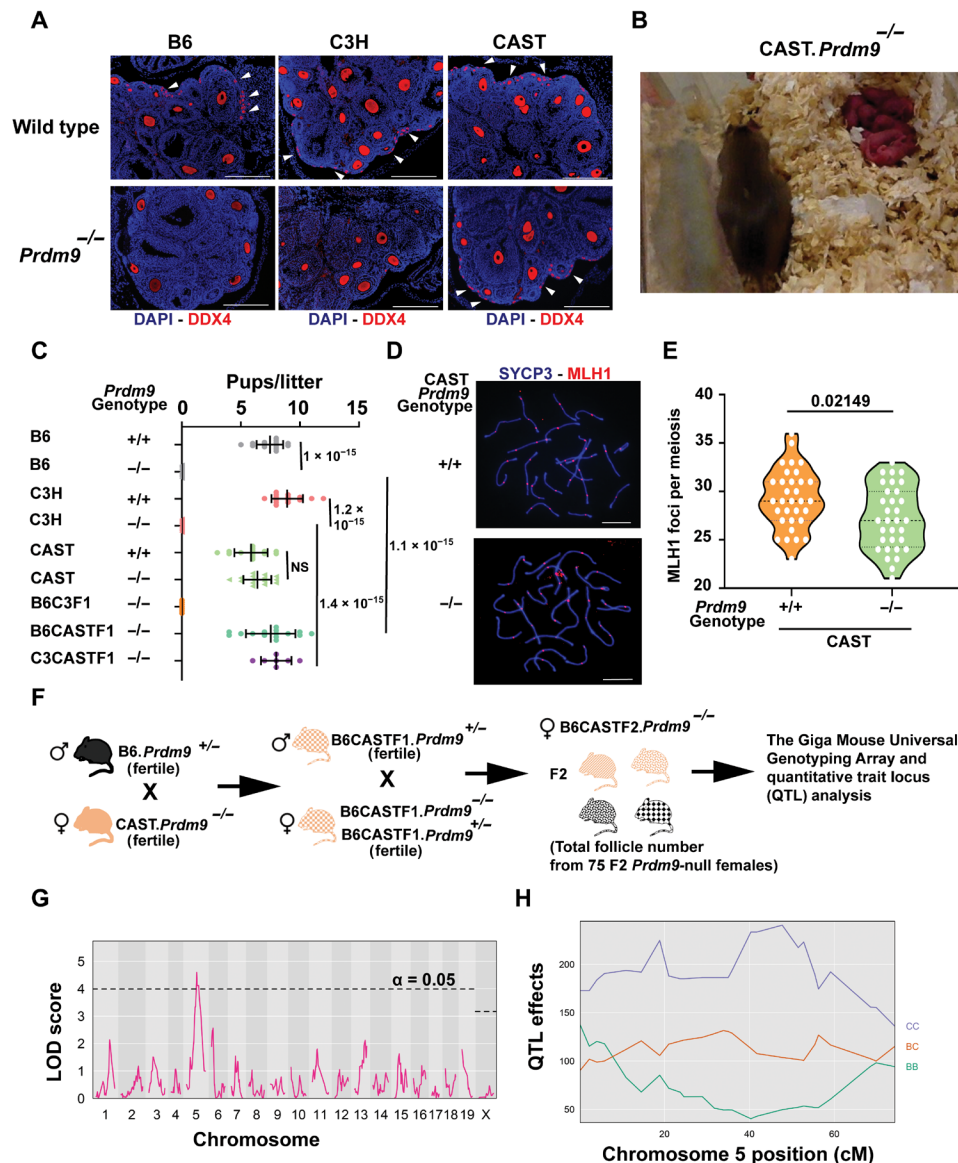 A
B6
C3H
CAST
Wild type
Prdm9−/−
DAPI - DDX4
DAPI - DDX4
DAPI - DDX4
B
CAST.Prdm9−/−
C
Prdm9
Genotype
Pups/litter
0
5
10
15
B6 +/+
B6 −/−
C3H +/+
C3H −/−
CAST +/+
CAST −/−
B6C3F1 −/−
B6CASTF1 −/−
C3CASTF1 −/−
1 × 10−15
1.2 ×
10−15
NS
1.1 × 10−15
1.4 × 10−15
D
CAST
Prdm9
Genotype
SYCP3 - MLH1
+/+
−/−
E
MLH1 foci per meiosis
40
35
30
25
20
0.02149
Prdm9
Genotype
+/+
−/−
CAST
F
♂
B6.Prdm9+/−
(fertile)
X
♀
CAST.Prdm9−/−
(fertile)
♂
B6CASTF1.Prdm9+/−
(fertile)
X
♀
B6CASTF1.Prdm9−/−
B6CASTF1.Prdm9+/−
(fertile)
♀ B6CASTF2.Prdm9−/−
F2
(Total follicle number
from 75 F2 Prdm9-null females)
The Giga Mouse Universal
Genotyping Array and
quantitative trait locus
(QTL) analysis
G
LOD score
5
4
3
2
1
0
α = 0.05
1 2 3 4 5 6 7 8 9 10 11 12 13 14 15 16 17 18 19 X
Chromosome
H
QTL effects
200
150
100
50
CC
BC
BB
20
40
60
Chromosome 5 position (cM)